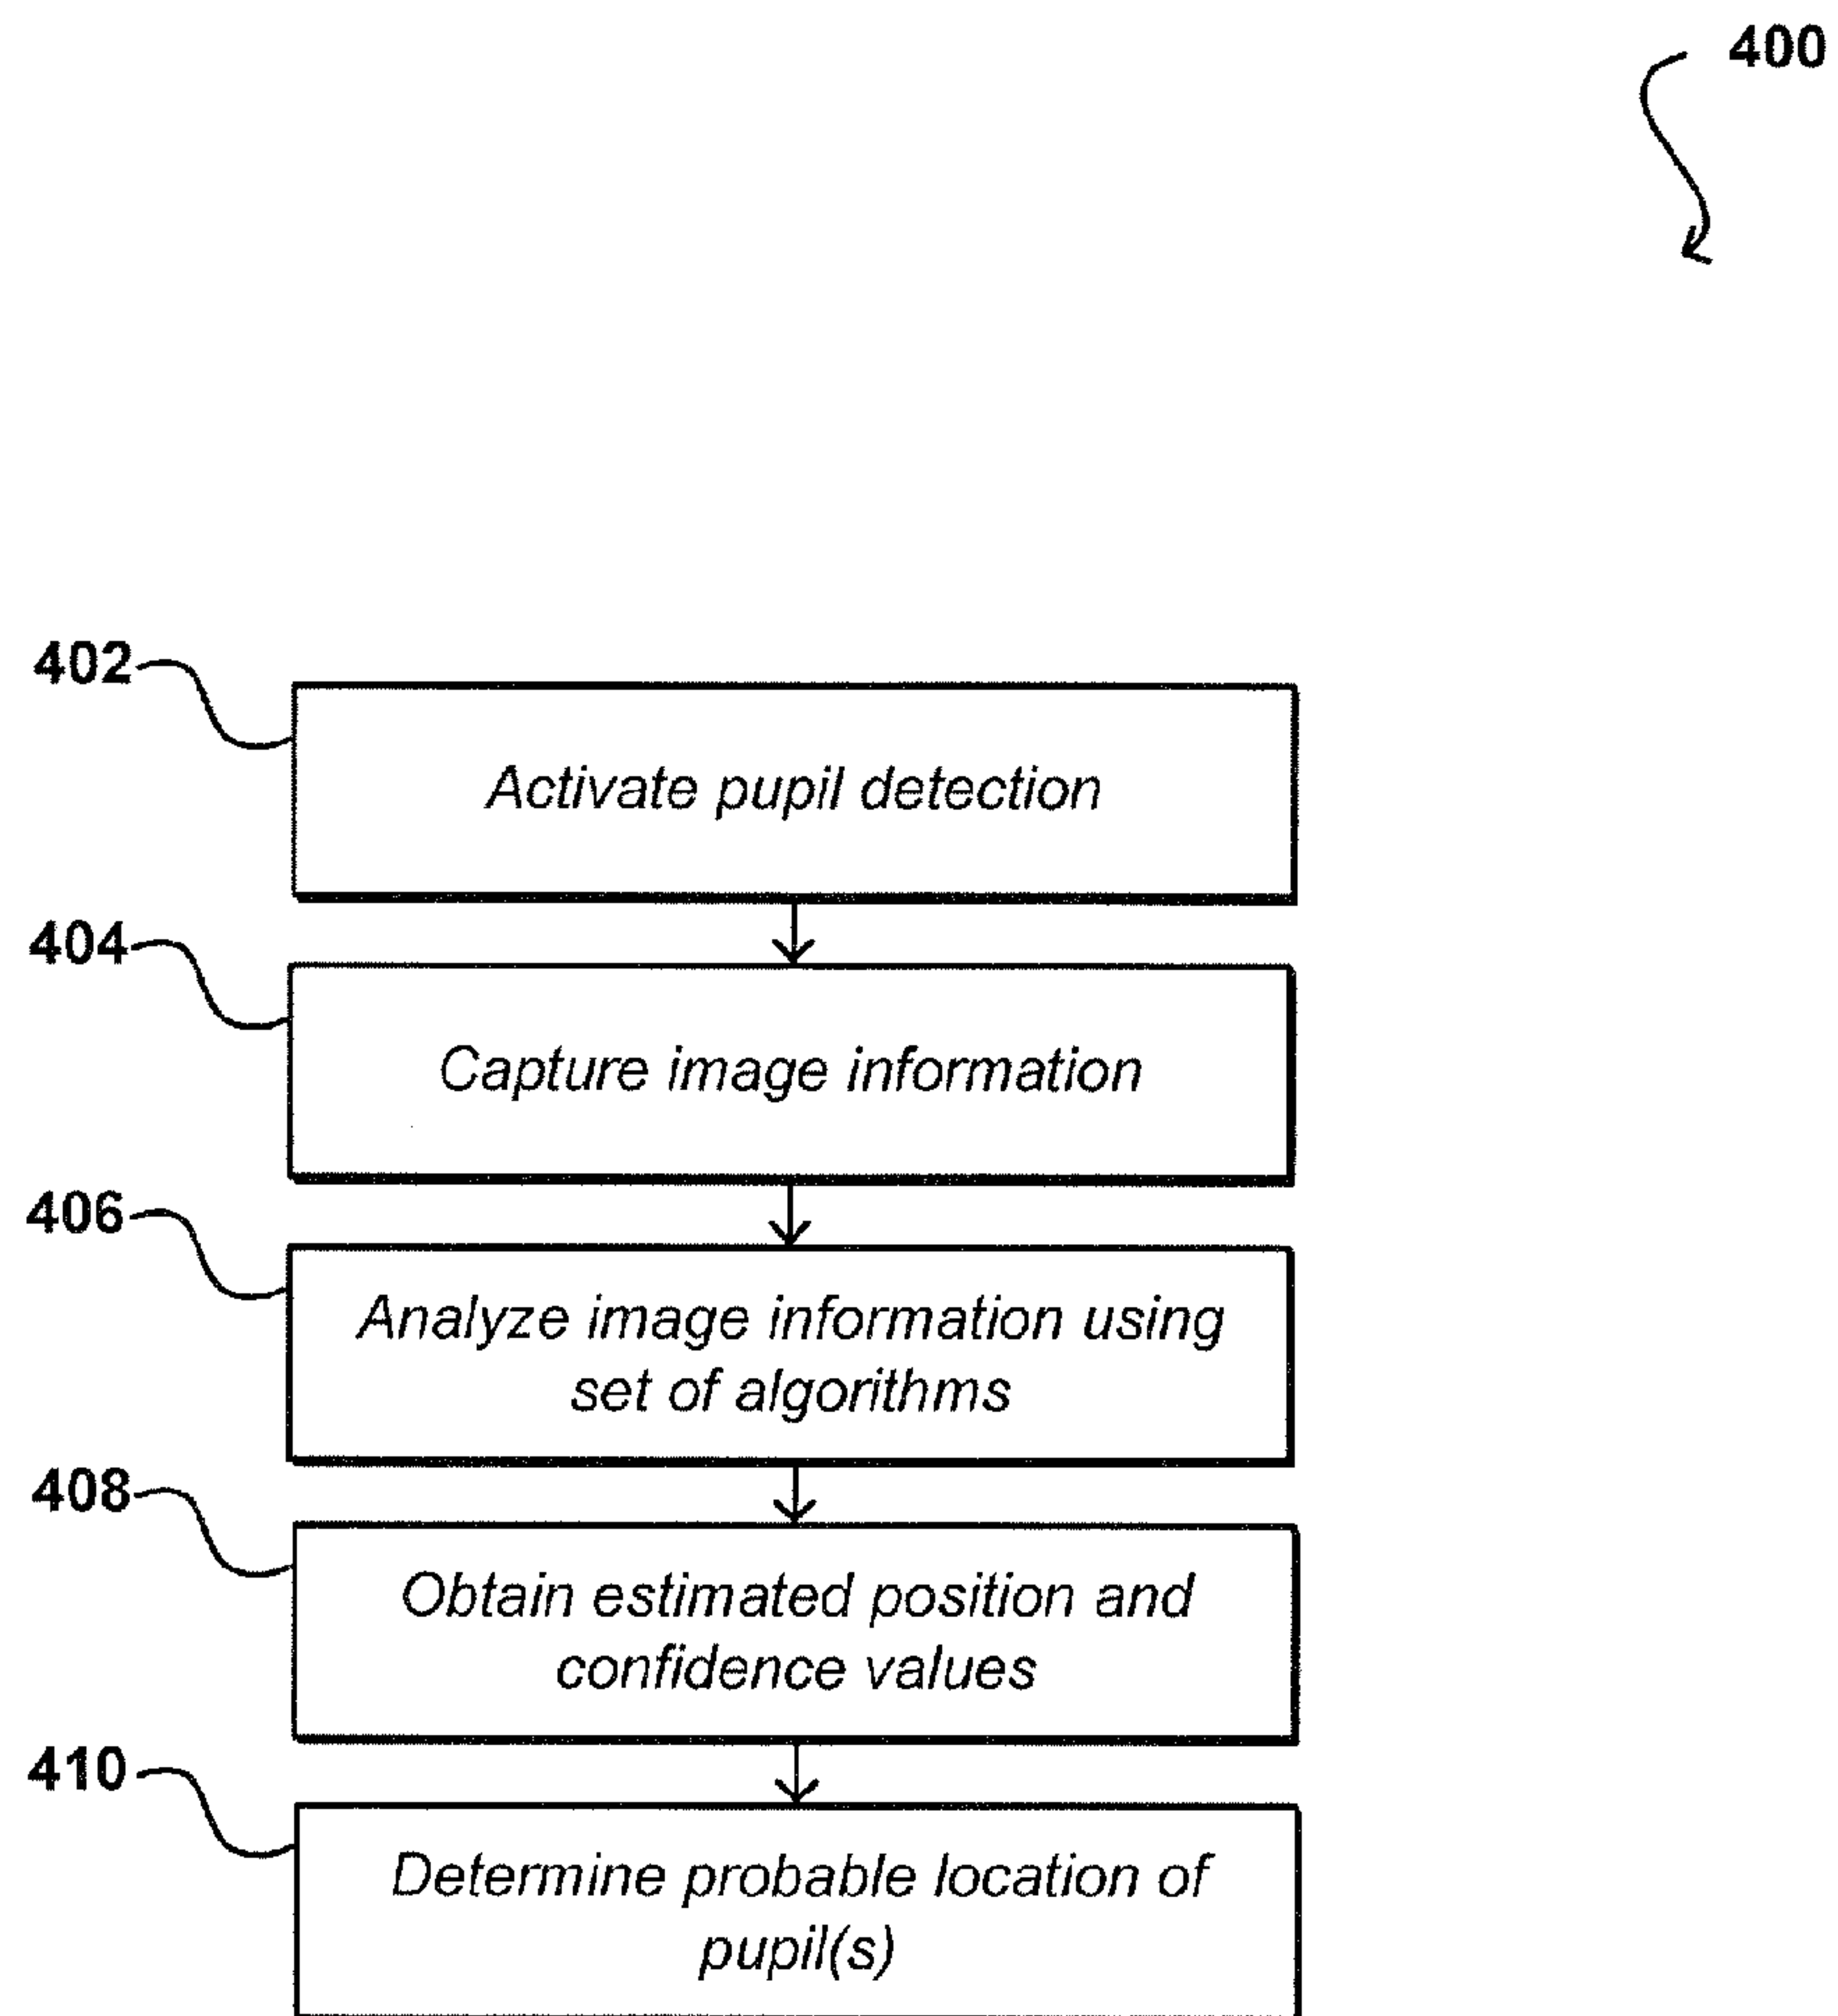 400
402
Activate pupil detection
404
Capture image information
406
Analyze image information using
set of algorithms
408
Obtain estimated position and
confidence values
410
Determine probable location of
pupil(s)